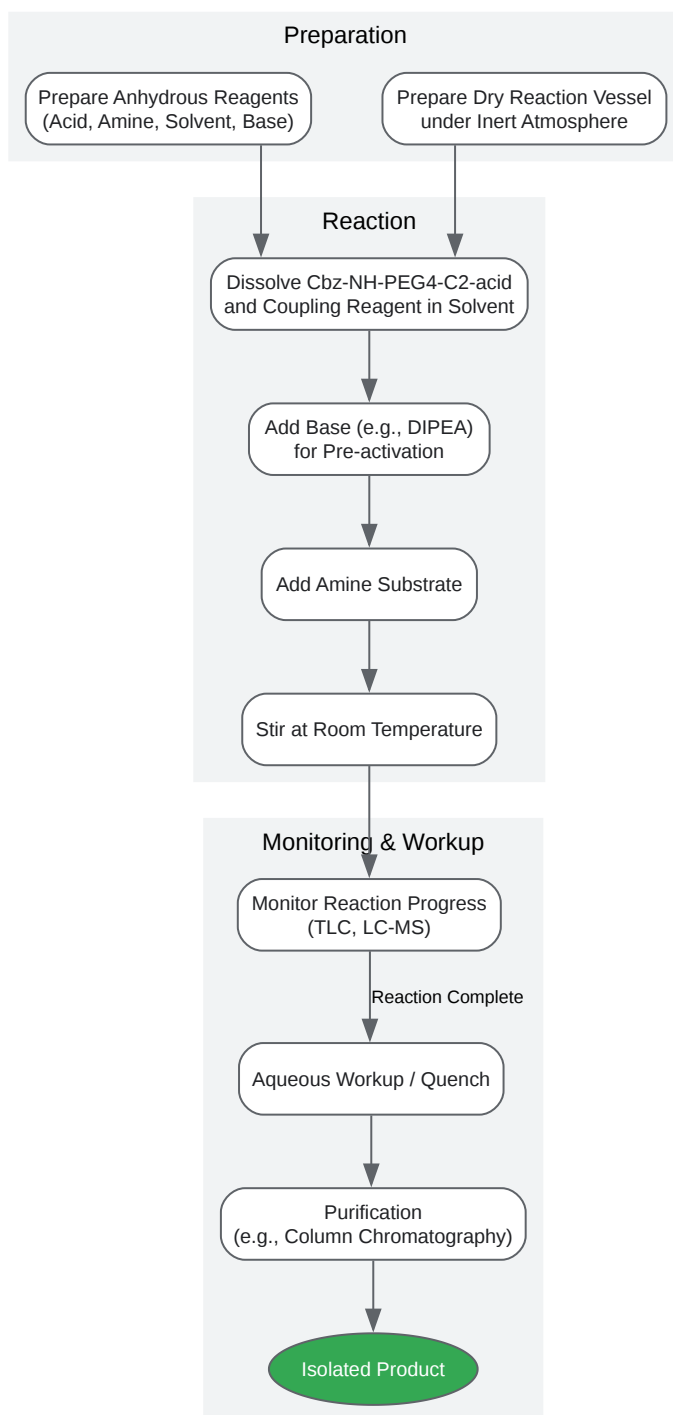 Preparation
Prepare Anhydrous Reagents
(Acid, Amine, Solvent, Base)
Prepare Dry Reaction Vessel
under Inert Atmosphere
Reaction
Dissolve Cbz-NH-PEG4-C2-acid
and Coupling Reagent in Solvent
Add Base (e.g., DIPEA)
for Pre-activation
Add Amine Substrate
Stir at Room Temperature
Monitoring & Workup
Monitor Reaction Progress
(TLC, LC-MS)
Reaction Complete
Aqueous Workup / Quench
Purification
(e.g., Column Chromatography)
Isolated Product